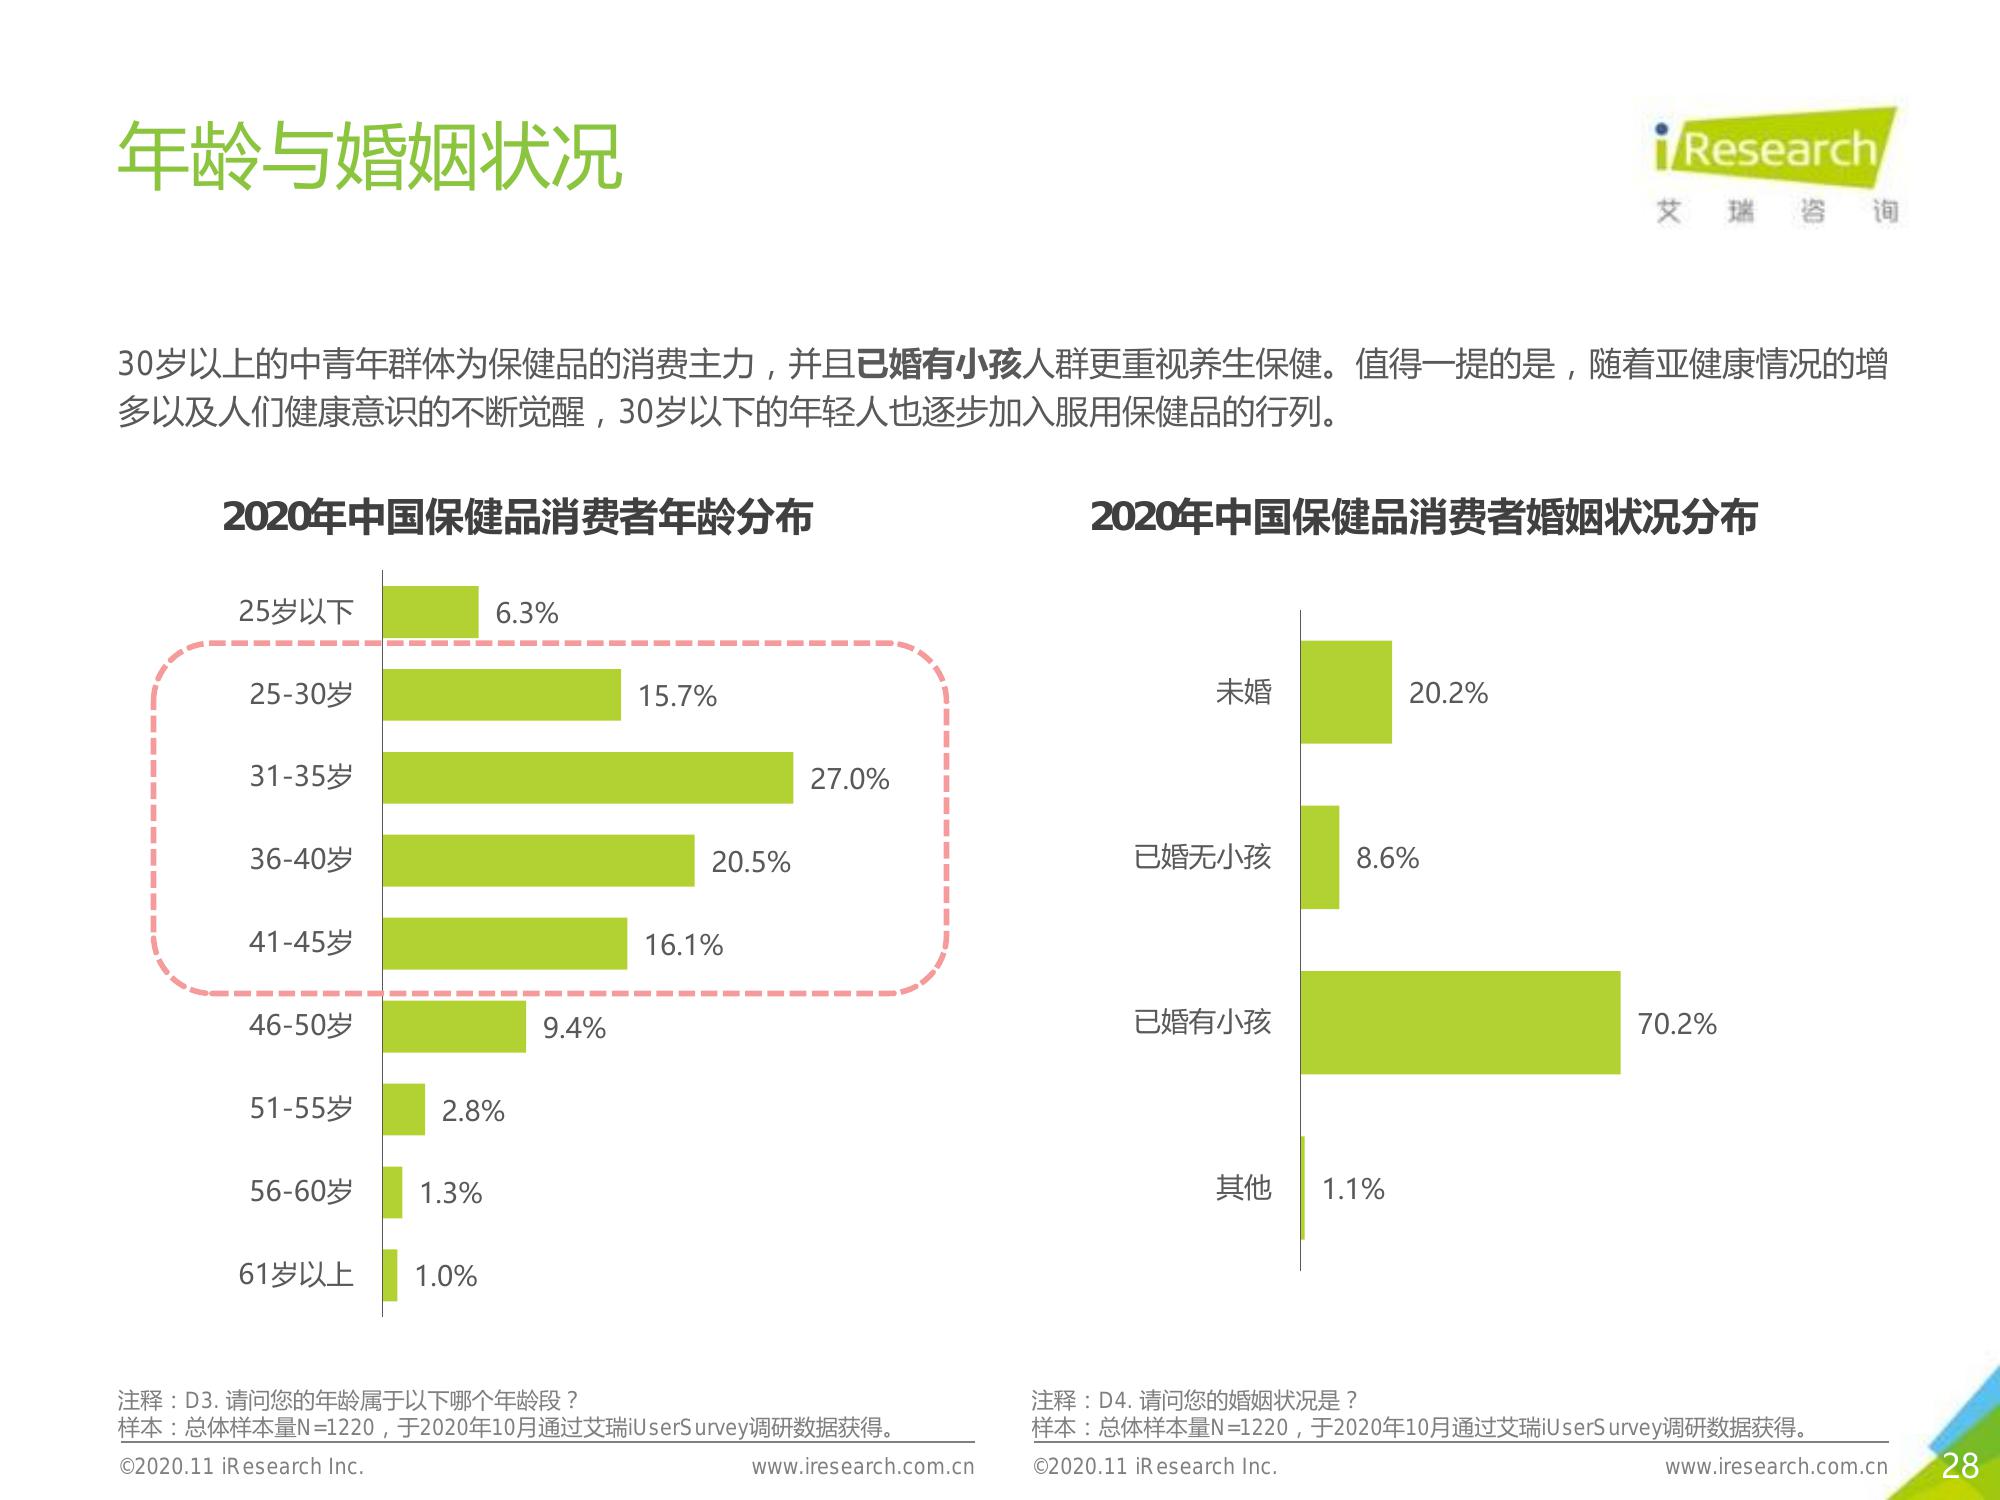 年龄与婚姻状况
iResearch
艾瑞咨询
30岁以上的中青年群体为保健品的消费主力，并且已婚有小孩人群更重视养生保健。值得一提的是，随着亚健康情况的增
多以及人们健康意识的不断觉醒，30岁以下的年轻人也逐步加入服用保健品的行列。
2020年中国保健品消费者年龄分布
25岁以下 6.3%
25-30岁 15.7%
31-35岁 27.0%
36-40岁 20.5%
41-45岁 16.1%
46-50岁 9.4%
51-55岁 2.8%
56-60岁 1.3%
61岁以上 1.0%
注释：D3. 请问您的年龄属于以下哪个年龄段？
样本：总体样本量N=1220，于2020年10月通过艾瑞iUserSurvey调研数据获得。
©2020.11 iResearch Inc. www.iresearch.com.cn
2020年中国保健品消费者婚姻状况分布
未婚 20.2%
已婚无小孩 8.6%
已婚有小孩 70.2%
其他 1.1%
注释：D4. 请问您的婚姻状况是？
样本：总体样本量N=1220，于2020年10月通过艾瑞iUserSurvey调研数据获得。
©2020.11 iResearch Inc. www.iresearch.com.cn
28